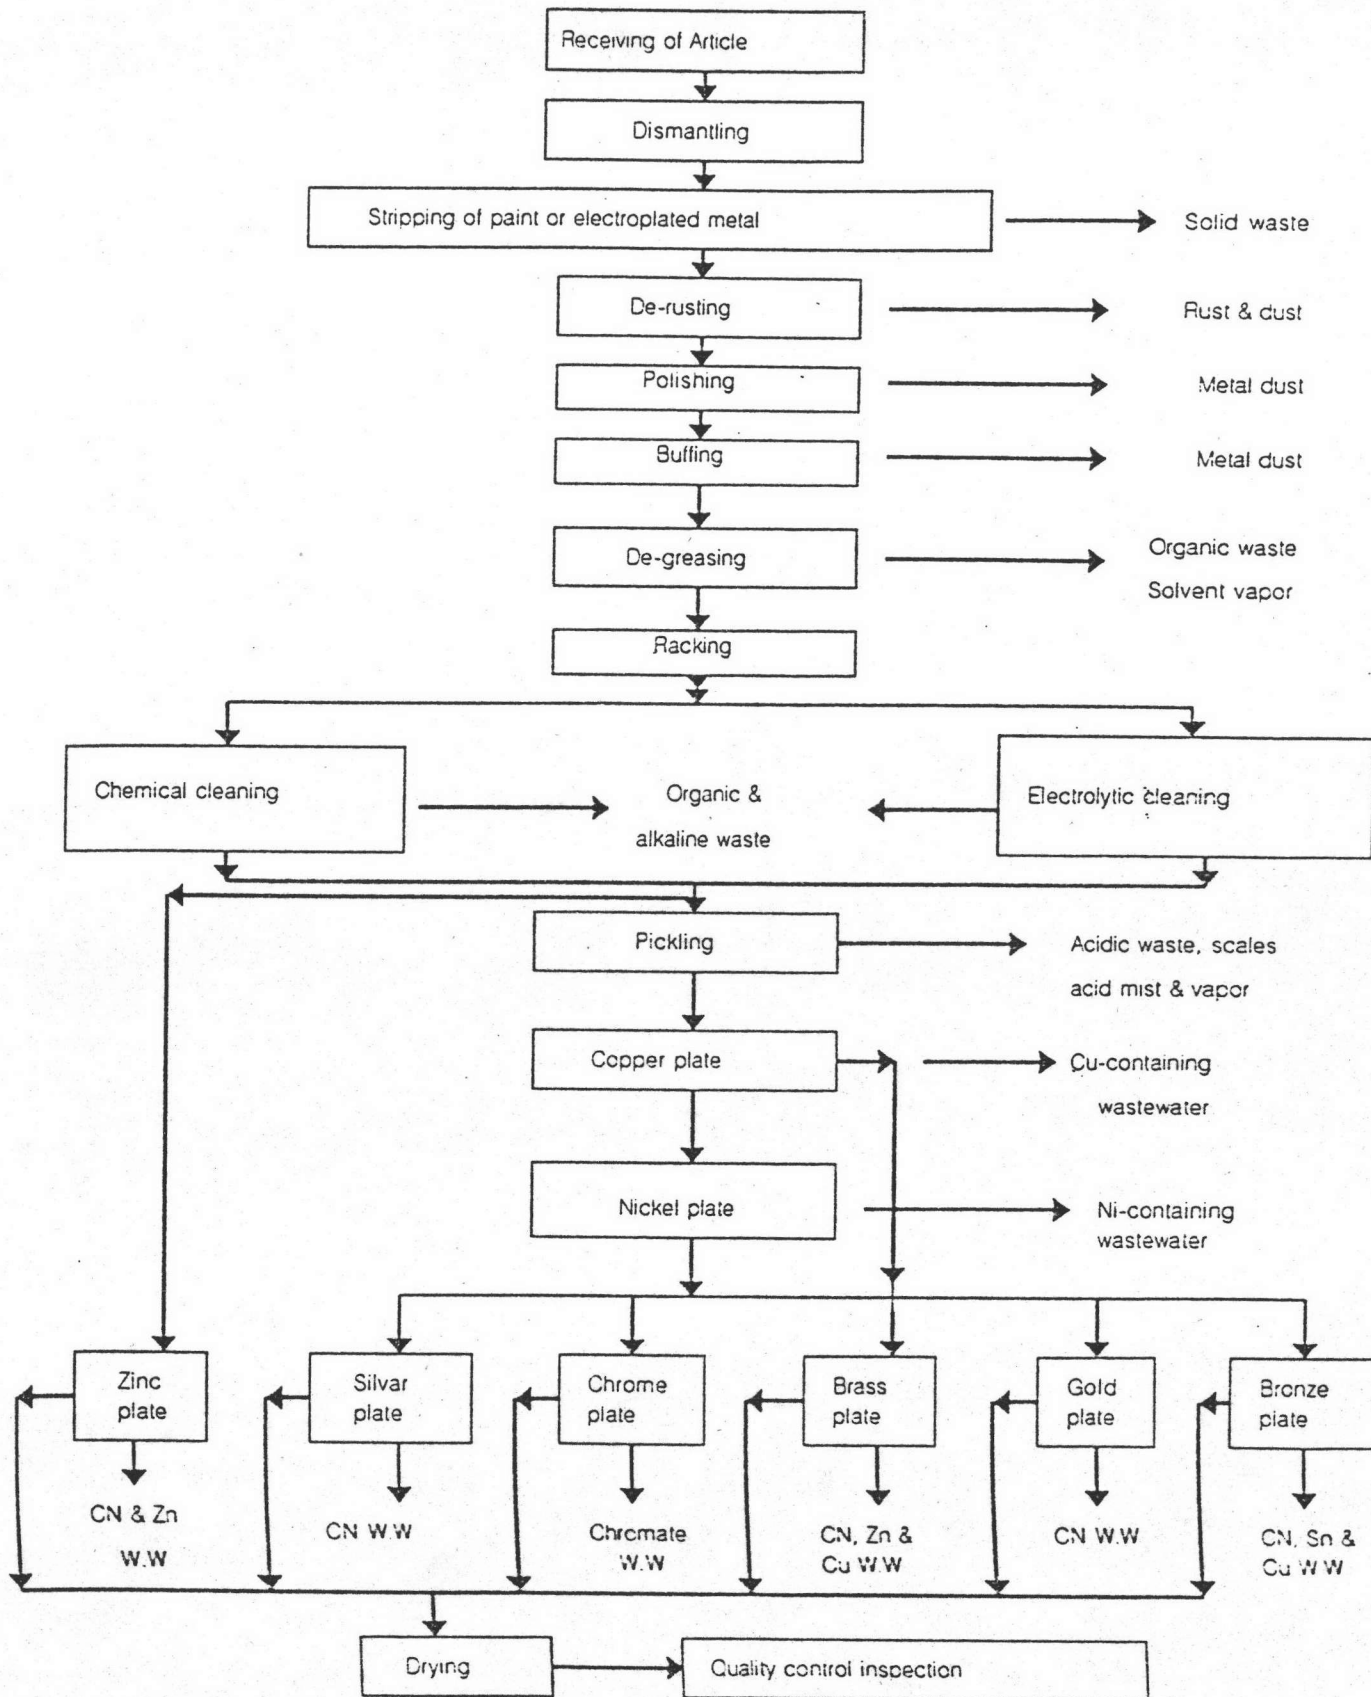 Receiving of Article
Dismantling
Stripping of paint or electroplated metal
Solid waste
De-rusting
Rust & dust
Polishing
Metal dust
Buffing
Metal dust
De-greasing
Organic waste
Solvent vapor
Racking
Chemical cleaning
Organic &
alkaline waste
Electrolytic cleaning
Pickling
Acidic waste, scales
acid mist & vapor
Copper plate
Cu-containing
wastewater
Nickel plate
Ni-containing
wastewater
Zinc
plate
Silvar
plate
Chrome
plate
Brass
plate
Gold
plate
Bronze
plate
CN & Zn
W.W
CN W.W
Chromate
W.W
CN, Zn &
Cu W.W
CN W.W
CN, Sn &
Cu W.W
Drying
Quality control inspection